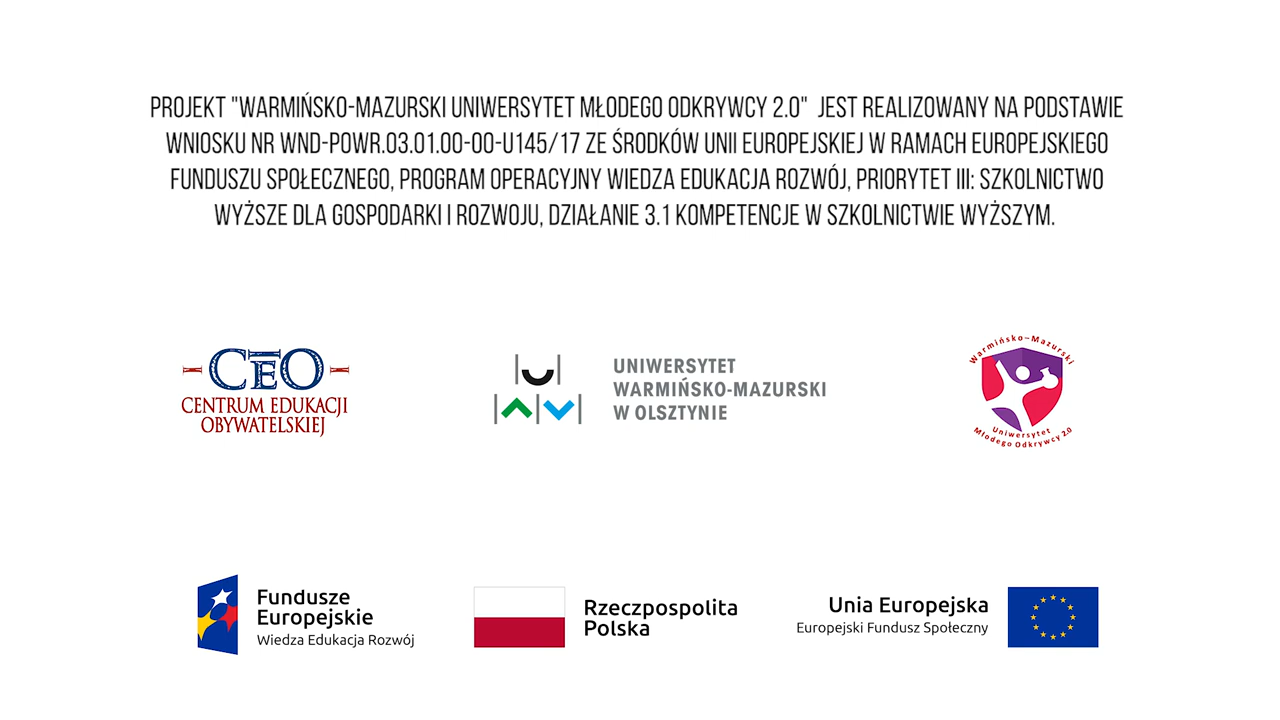 PROJEKT "WARMIŃSKO-MAZURSKI UNIWERSYTET MŁODEGO ODKRYWCY 2.0" JEST REALIZOWANY NA PODSTAWIE
WNIOSKU NR WND-POWR.03.01.00-00-U145/17 ZE ŚRODKÓW UNII EUROPEJSKIEJ W RAMACH EUROPEJSKIEGO
FUNDUSZU SPOŁECZNEGO, PROGRAM OPERACYJNY WIEDZA EDUKACJA ROZWÓJ, PRIORYTET III: SZKOLNICTWO
WYŻSZE DLA GOSPODARKI I ROZWOJU, DZIAŁANIE 3.1 KOMPETENCJE W SZKOLNICTWIE WYŻSZYM.
CEO
CENTRUM EDUKACJI
OBYWATELSKIEJ
UNIWERSYTET
WARMIŃSKO-MAZURSKI
W OLSZTYNIE
Warmińsko-Mazurski
Uniwersytet
Młodego Odkrywcy 2.0
Fundusze
Europejskie
Wiedza Edukacja Rozwój
Rzeczpospolita
Polska
Unia Europejska
Europejski Fundusz Społeczny